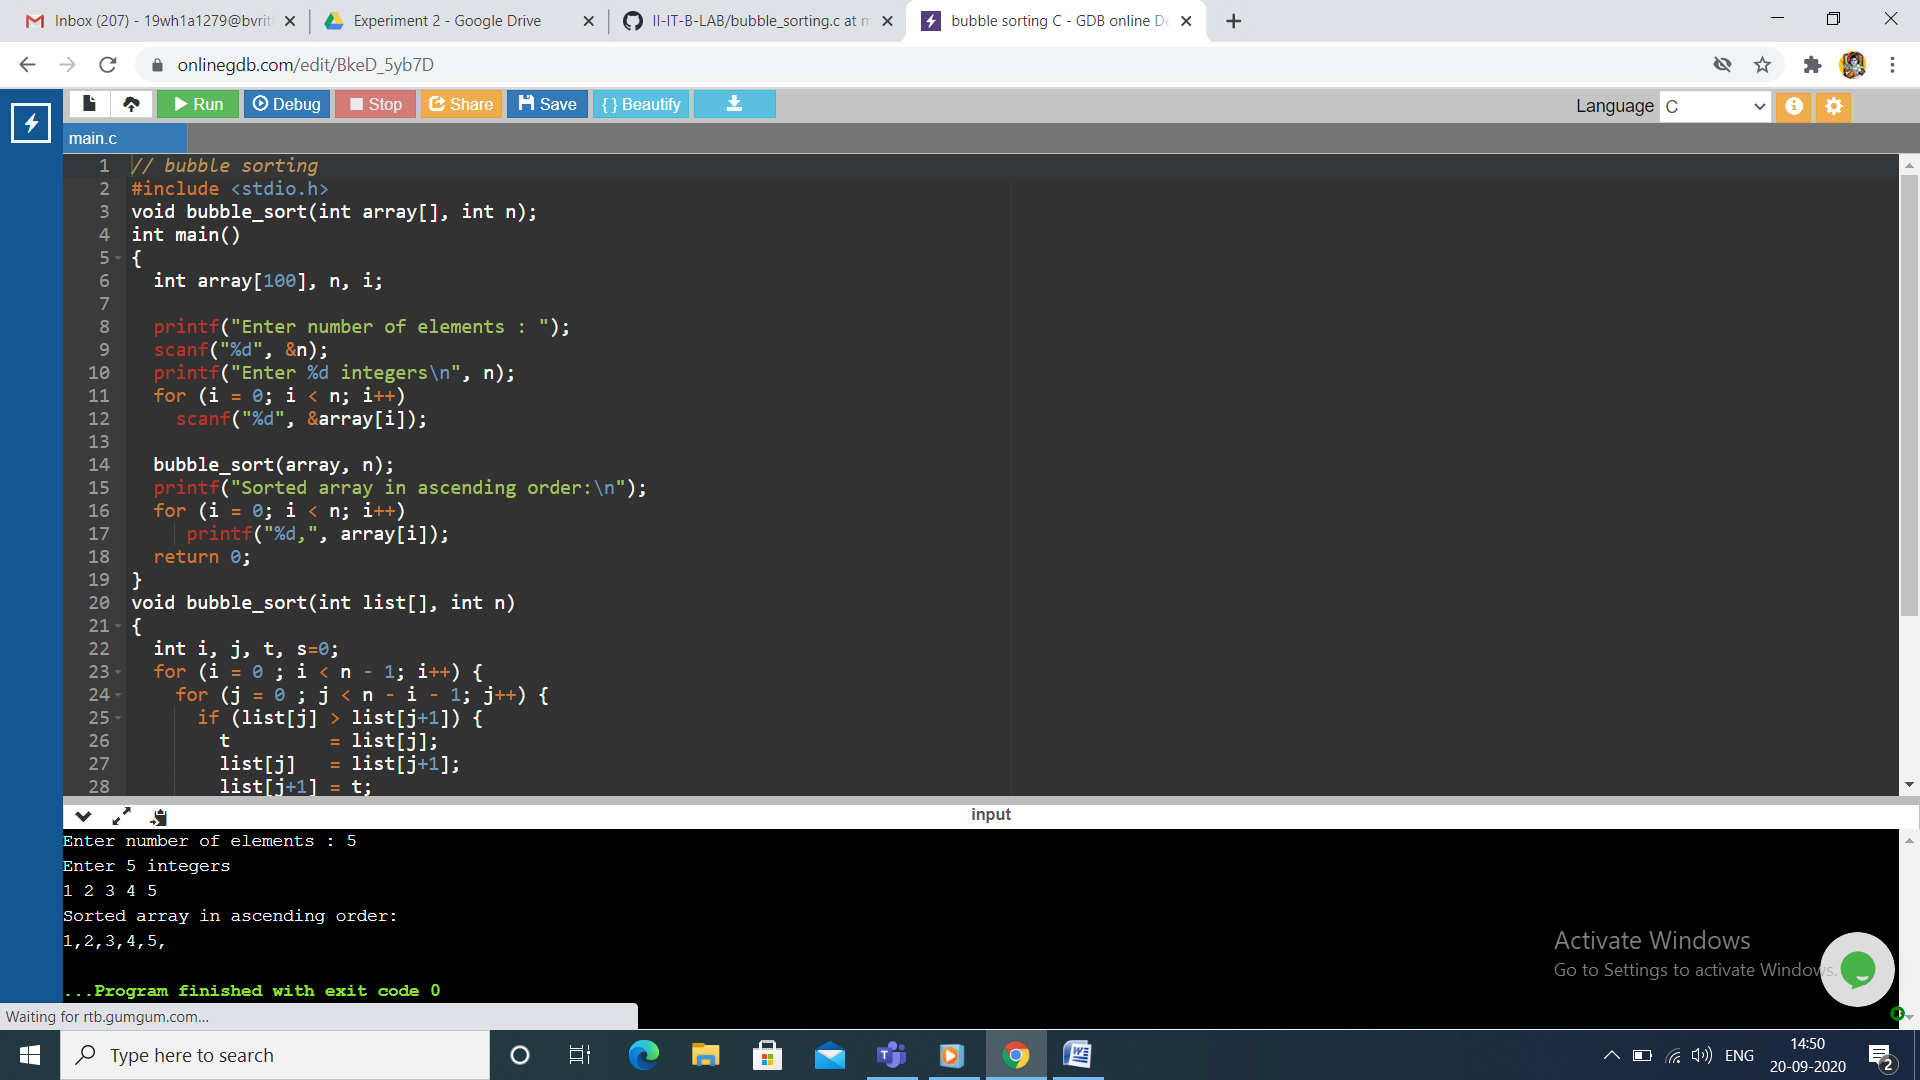 Inbox (207) - 19wh1a1279@bvrit
Experiment 2 - Google Drive
II-IT-B-LAB/bubble_sorting.c at m
bubble sorting C - GDB online De
onlinegdb.com/edit/BkeD_5yb7D
Run Debug Stop Share Save { } Beautify
Language C
main.c
1 // bubble sorting
2 #include <stdio.h>
3 void bubble_sort(int array[], int n);
4 int main()
5 {
6   int array[100], n, i;
7
8   printf("Enter number of elements : ");
9   scanf("%d", &n);
10   printf("Enter %d integers\n", n);
11   for (i = 0; i < n; i++)
12     scanf("%d", &array[i]);
13
14   bubble_sort(array, n);
15   printf("Sorted array in ascending order:\n");
16   for (i = 0; i < n; i++)
17      printf("%d,", array[i]);
18   return 0;
19 }
20 void bubble_sort(int list[], int n)
21 {
22   int i, j, t, s=0;
23   for (i = 0 ; i < n - 1; i++) {
24     for (j = 0 ; j < n - i - 1; j++) {
25       if (list[j] > list[j+1]) {
26         t         = list[j];
27         list[j]   = list[j+1];
28         list[j+1] = t;
input
Enter number of elements : 5
Enter 5 integers
1 2 3 4 5
Sorted array in ascending order:
1,2,3,4,5,
...Program finished with exit code 0
Activate Windows
Go to Settings to activate Windows.
Waiting for rtb.gumgum.com...
Type here to search
ENG
14:50
20-09-2020
2